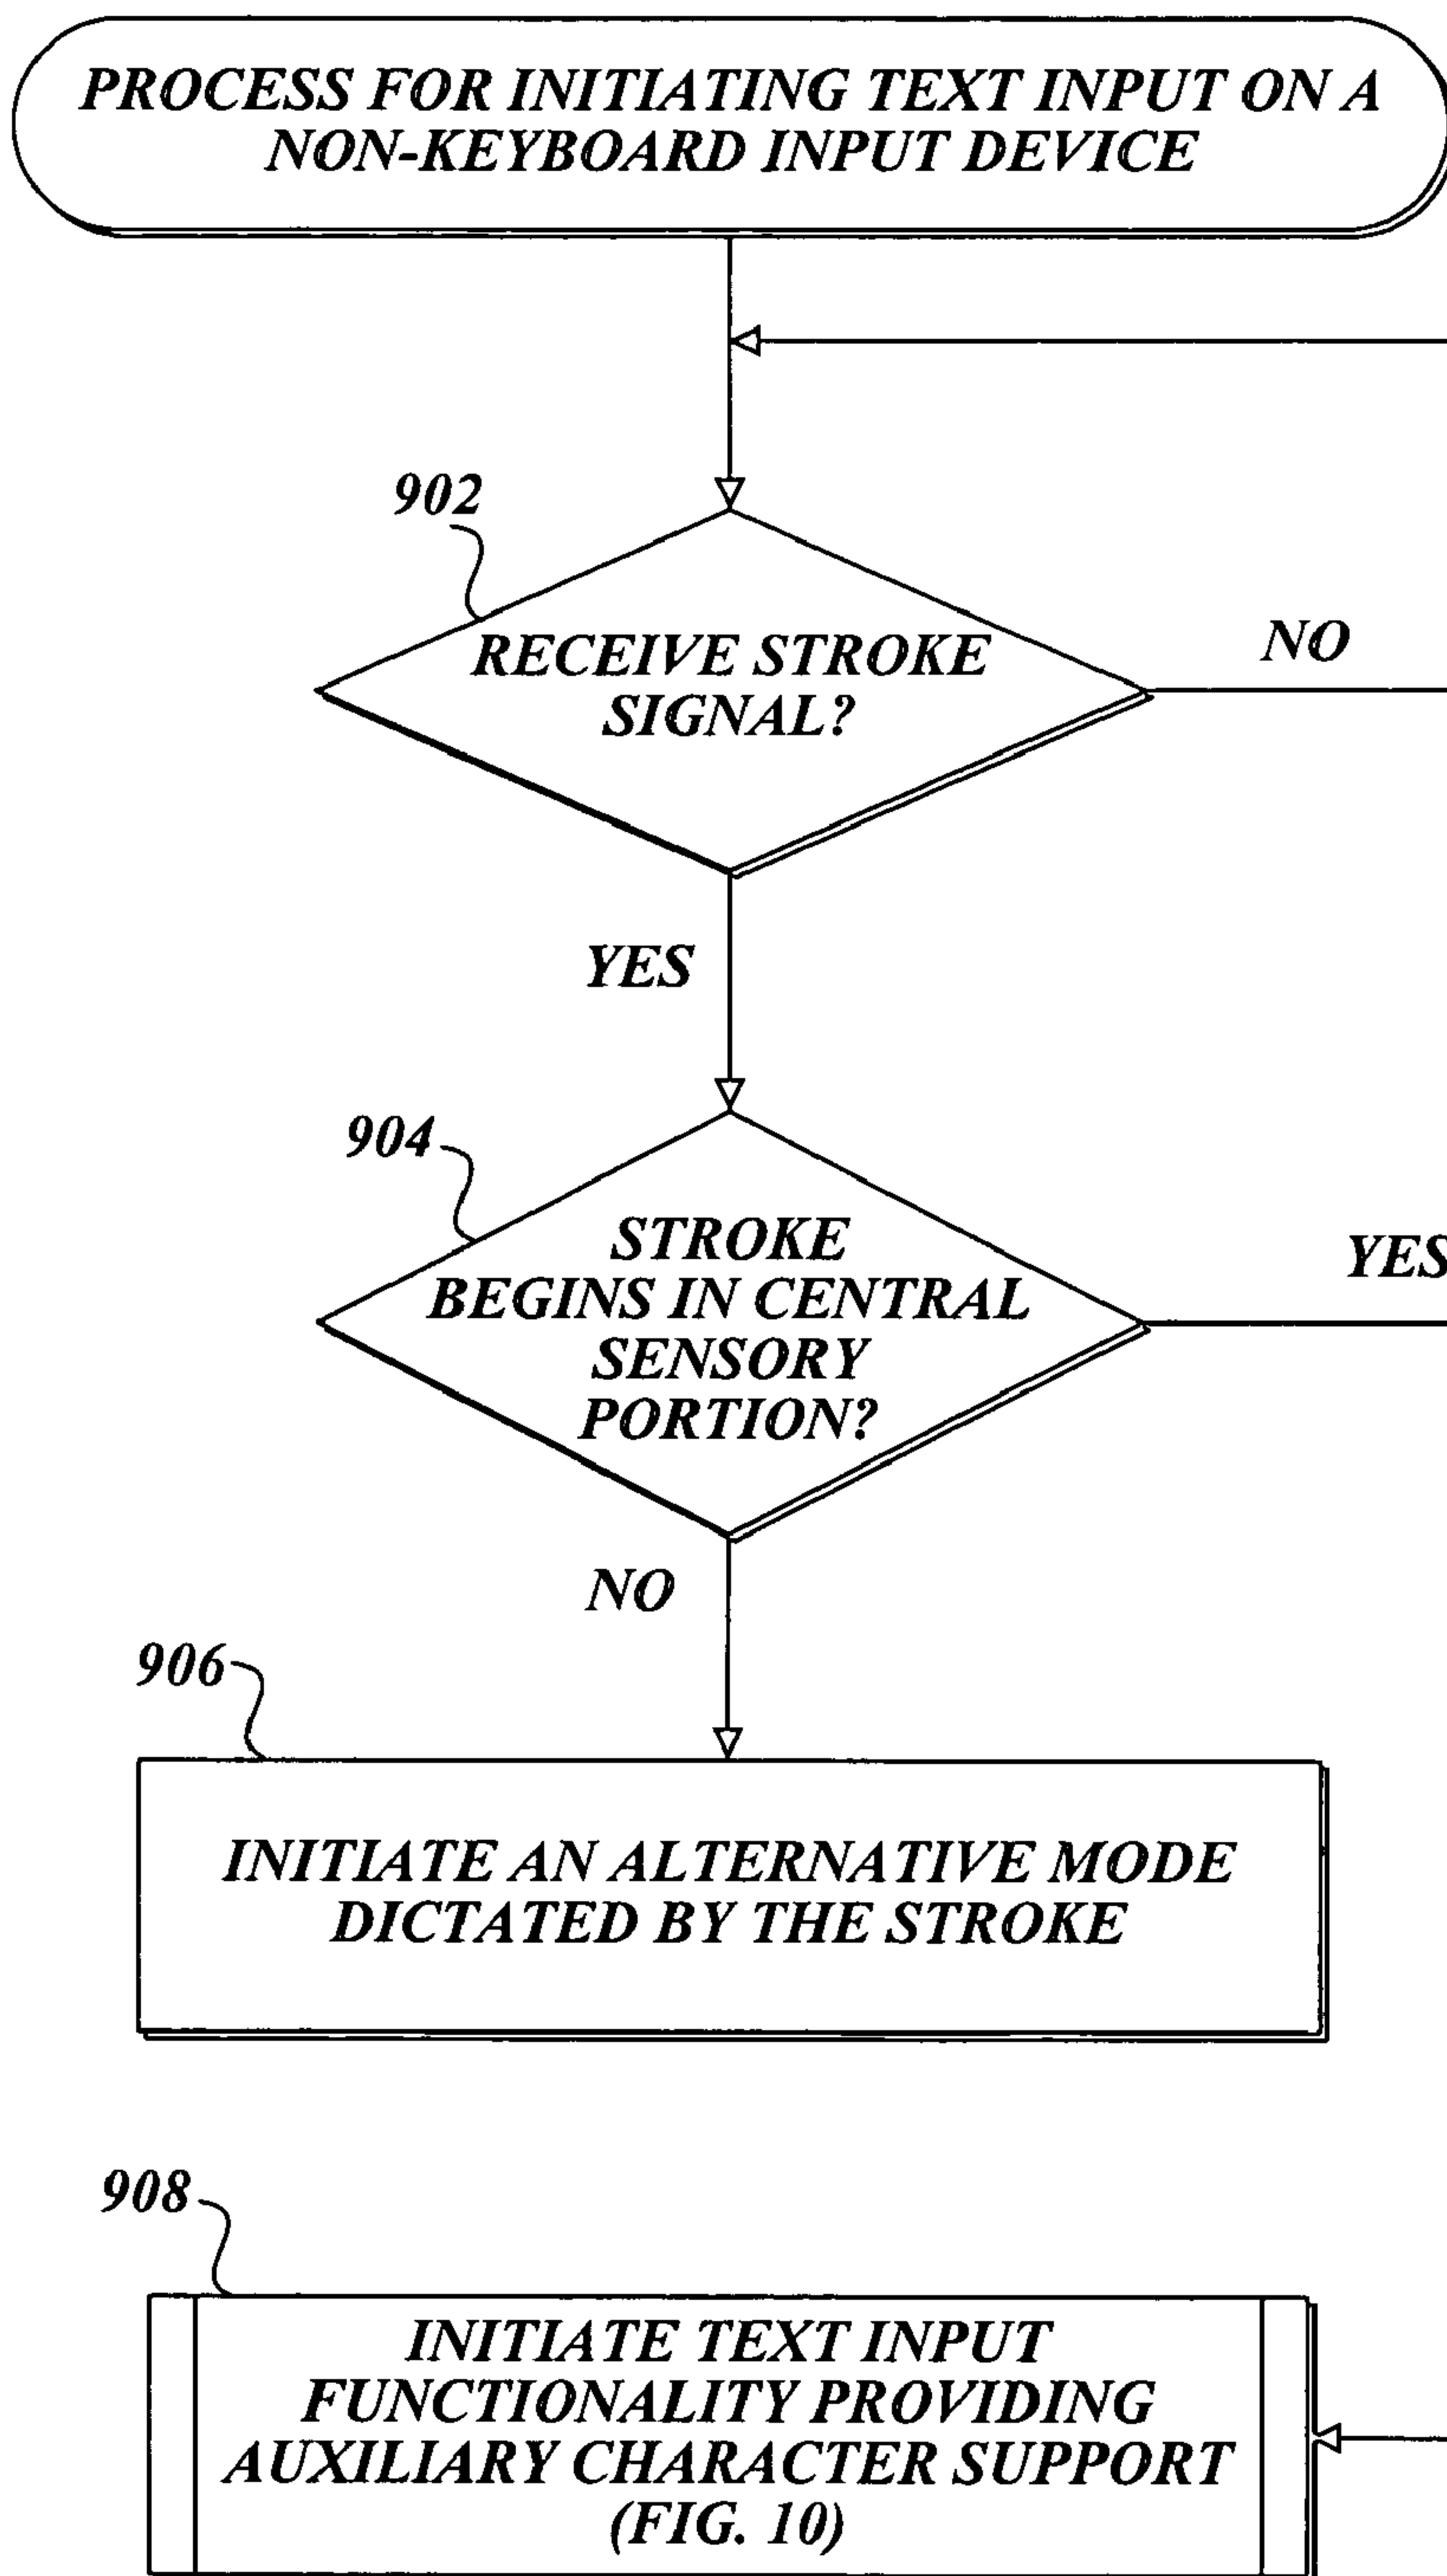 PROCESS FOR INITIATING TEXT INPUT ON A
NON-KEYBOARD INPUT DEVICE
902
RECEIVE STROKE
SIGNAL?
NO
YES
904
STROKE
BEGINS IN CENTRAL
SENSORY
PORTION?
YES
NO
906
INITIATE AN ALTERNATIVE MODE
DICTATED BY THE STROKE
908
INITIATE TEXT INPUT
FUNCTIONALITY PROVIDING
AUXILIARY CHARACTER SUPPORT
(FIG. 10)